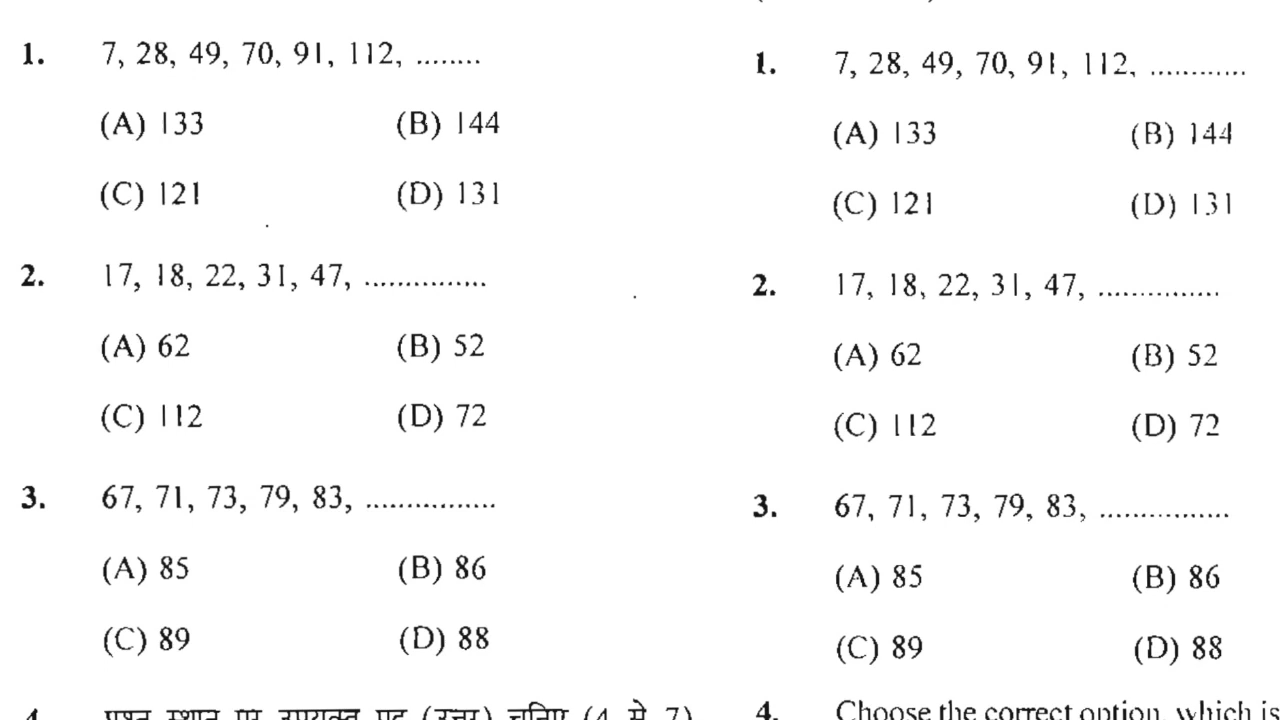 1. 7, 28, 49, 70, 91, 112, ........
(A) 133 (B) 144
(C) 121 (D) 131
2. 17, 18, 22, 31, 47, ...............
(A) 62 (B) 52
(C) 112 (D) 72
3. 67, 71, 73, 79, 83, ................
(A) 85 (B) 86
(C) 89 (D) 88
4. प्रश्न स्थान पर उपयुक्त पद (उत्तर) चुनिए (4 से 7)
1. 7, 28, 49, 70, 91, 112, ............
(A) 133 (B) 144
(C) 121 (D) 131
2. 17, 18, 22, 31, 47, ...............
(A) 62 (B) 52
(C) 112 (D) 72
3. 67, 71, 73, 79, 83, ................
(A) 85 (B) 86
(C) 89 (D) 88
4. Choose the correct option, which is